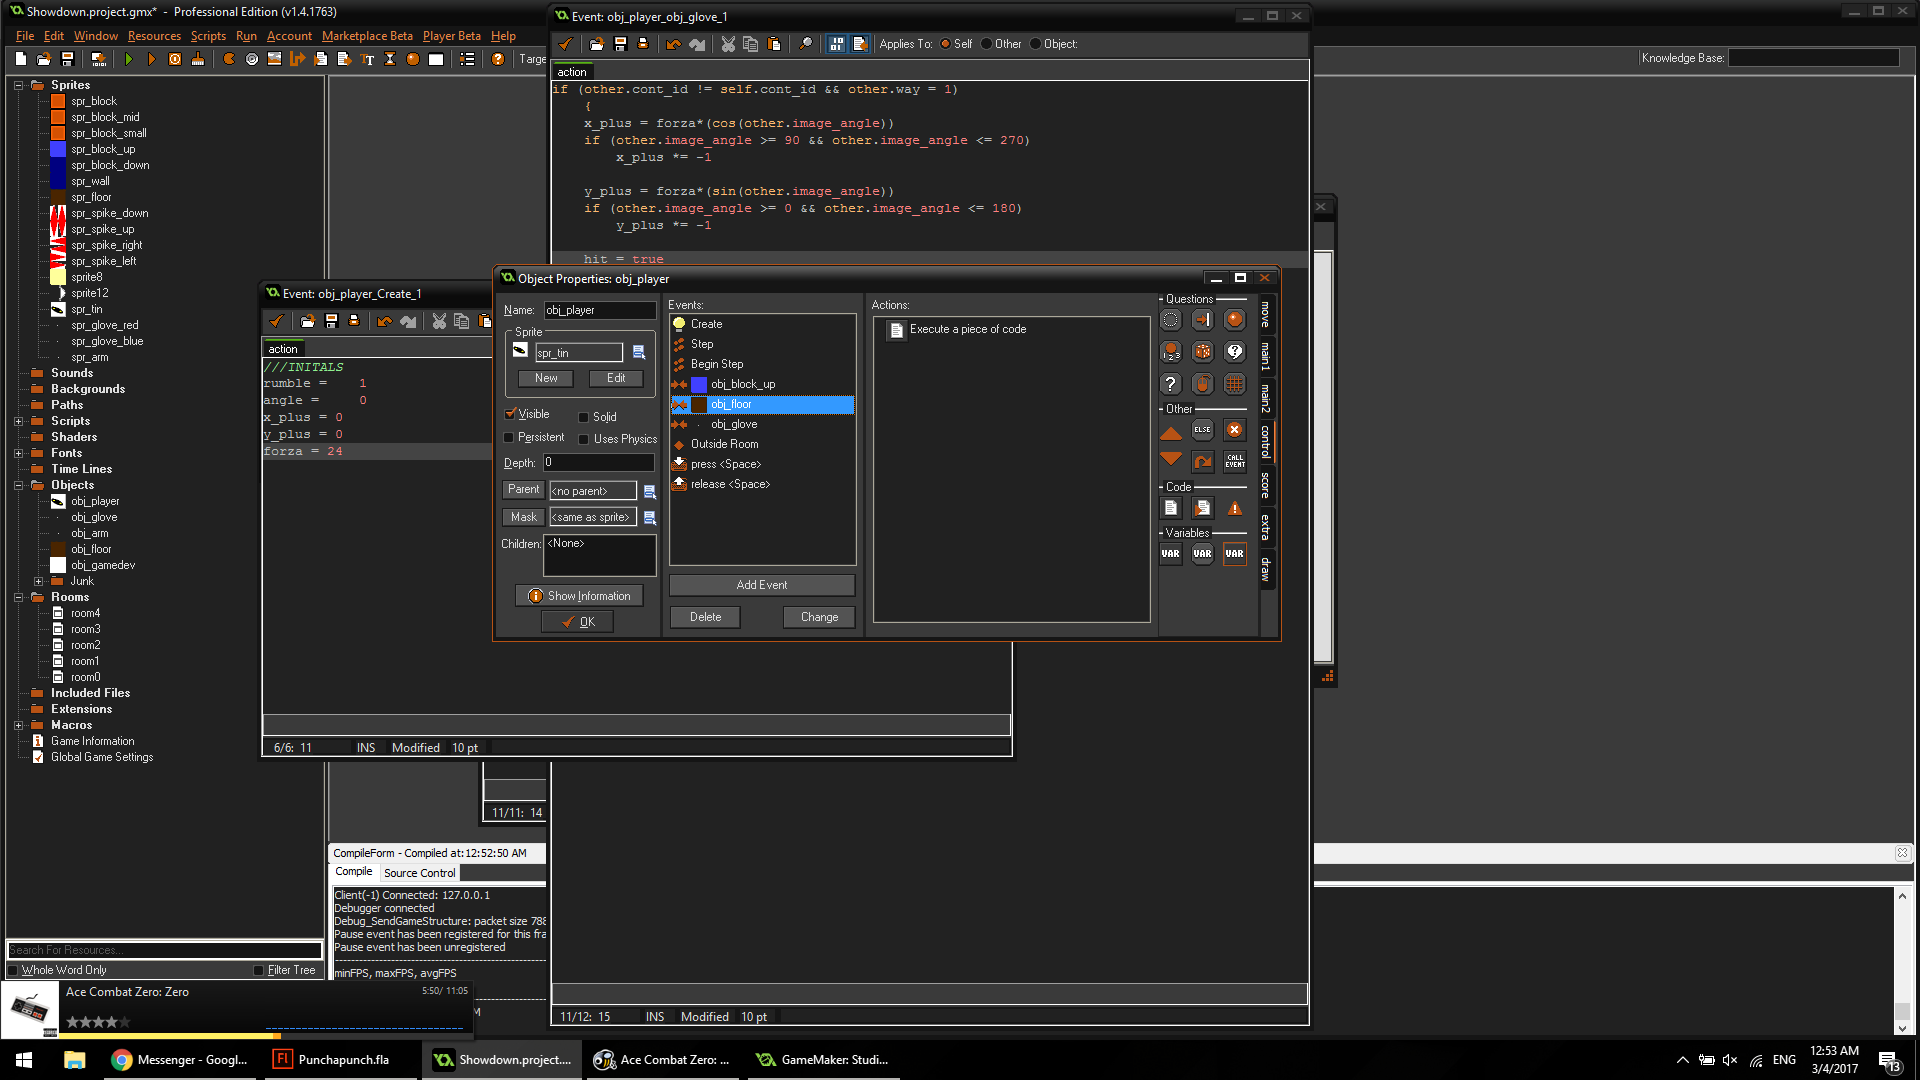 Showdown.project.gmx*  -  Professional Edition (v1.4.1763)
File Edit Window Resources Scripts Run Account Marketplace Beta Player Beta Help
Targe
Knowledge Base:
Sprites
spr_block
spr_block_mid
spr_block_small
spr_block_up
spr_block_down
spr_wall
spr_floor
spr_spike_down
spr_spike_up
spr_spike_right
spr_spike_left
sprite8
sprite12
spr_tin
spr_glove_red
spr_glove_blue
spr_arm
Sounds
Backgrounds
Paths
Scripts
Shaders
Fonts
Time Lines
Objects
obj_player
obj_glove
obj_arm
obj_floor
obj_gamedev
Junk
Rooms
room4
room3
room2
room1
room0
Included Files
Extensions
Macros
Game Information
Global Game Settings
Search For Resources...
Whole Word Only
Filter Tree
Event: obj_player_obj_glove_1
Applies To: Self Other Object:
action
if (other.cont_id != self.cont_id && other.way = 1)
{
x_plus = forza*(cos(other.image_angle))
if (other.image_angle >= 90 && other.image_angle <= 270)
x_plus *= -1
y_plus = forza*(sin(other.image_angle))
if (other.image_angle >= 0 && other.image_angle <= 180)
y_plus *= -1
hit = true
11/12: 15 INS Modified 10 pt
Event: obj_player_Create_1
action
///INITALS
rumble = 1
angle = 0
x_plus = 0
y_plus = 0
forza = 24
6/6: 11 INS Modified 10 pt
11/11: 14
Object Properties: obj_player
Name: obj_player
Sprite
spr_tin
New Edit
Visible Solid
Persistent Uses Physics
Depth: 0
Parent <no parent>
Mask <same as sprite>
Children: <None>
Show Information
OK
Events:
Create
Step
Begin Step
obj_block_up
obj_floor
obj_glove
Outside Room
press <Space>
release <Space>
Add Event
Delete Change
Actions:
Execute a piece of code
Questions
Other
ELSE
CALL EVENT
Code
Variables
VAR VAR VAR
move
main1
main2
control
score
extra
draw
CompileForm - Compiled at:12:52:50 AM
Compile Source Control
Client(-1) Connected: 127.0.0.1
Debugger connected
Debug_SendGameStructure: packet size 788
Pause event has been registered for this fra
Pause event has been unregistered
minFPS, maxFPS, avgFPS
M
Ace Combat Zero: Zero
5:50/ 11:05
Messenger - Googl...
Punchapunch.fla
Showdown.project....
Ace Combat Zero: ...
GameMaker: Studi...
ENG
12:53 AM
3/4/2017
13